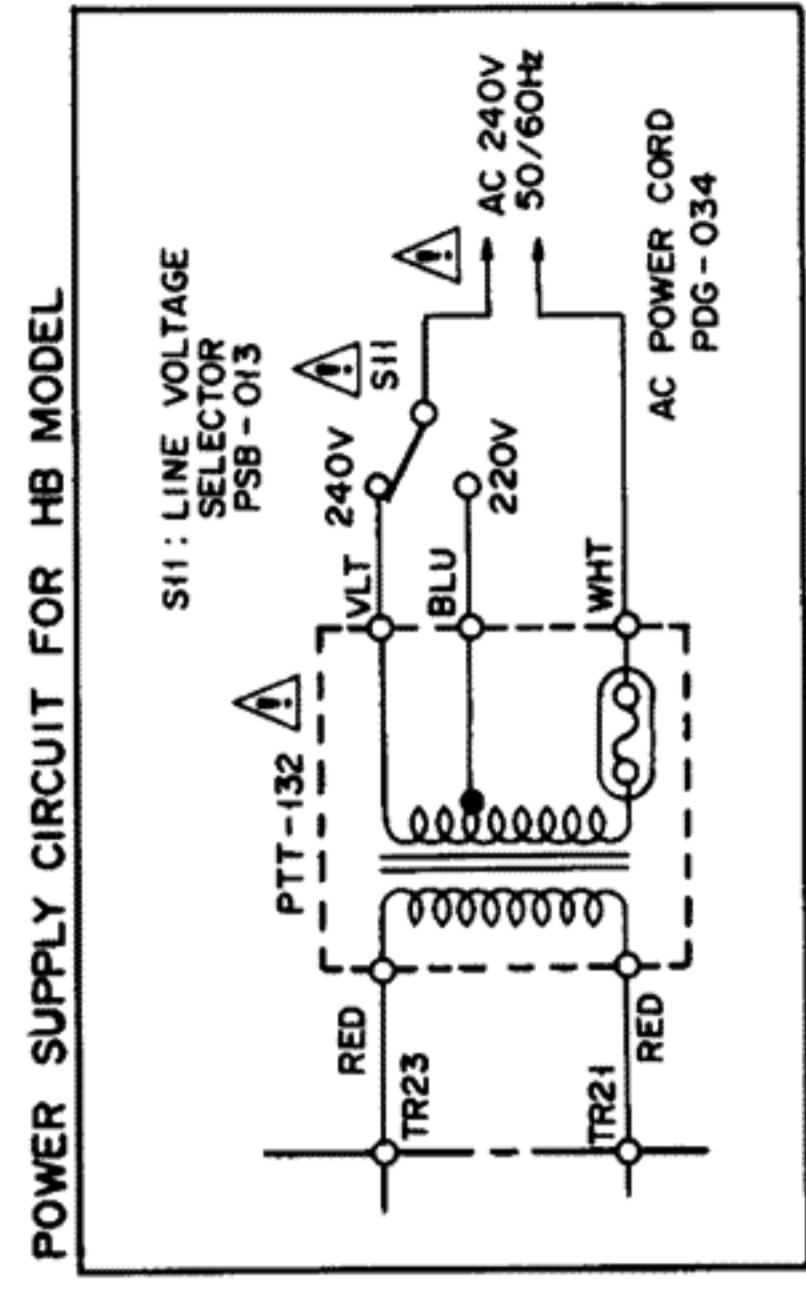 POWER SUPPLY CIRCUIT FOR HB MODEL
S11 : LINE VOLTAGE
SELECTOR
PSB-013
PTT-132
240V
S11
AC 240V
50/60Hz
VLT
RED
TR23
BLU
220V
WHT
TR21
RED
AC POWER CORD
PDG-034